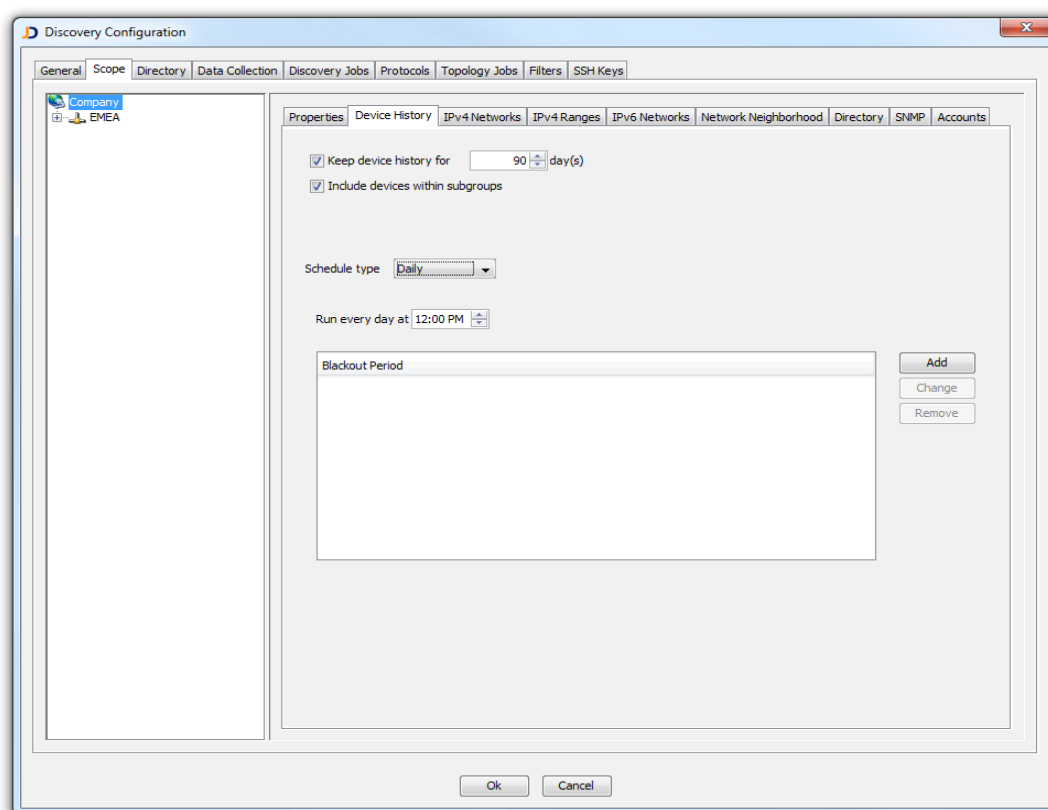 Discovery Configuration
General Scope Directory Data Collection Discovery Jobs Protocols Topology Jobs Filters SSH Keys
Company
EMEA
Properties Device History IPv4 Networks IPv4 Ranges IPv6 Networks Network Neighborhood Directory SNMP Accounts
Keep device history for 90 day(s)
Include devices within subgroups
Schedule type Daily
Run every day at 12:00 PM
Blackout Period
Add
Change
Remove
Ok Cancel